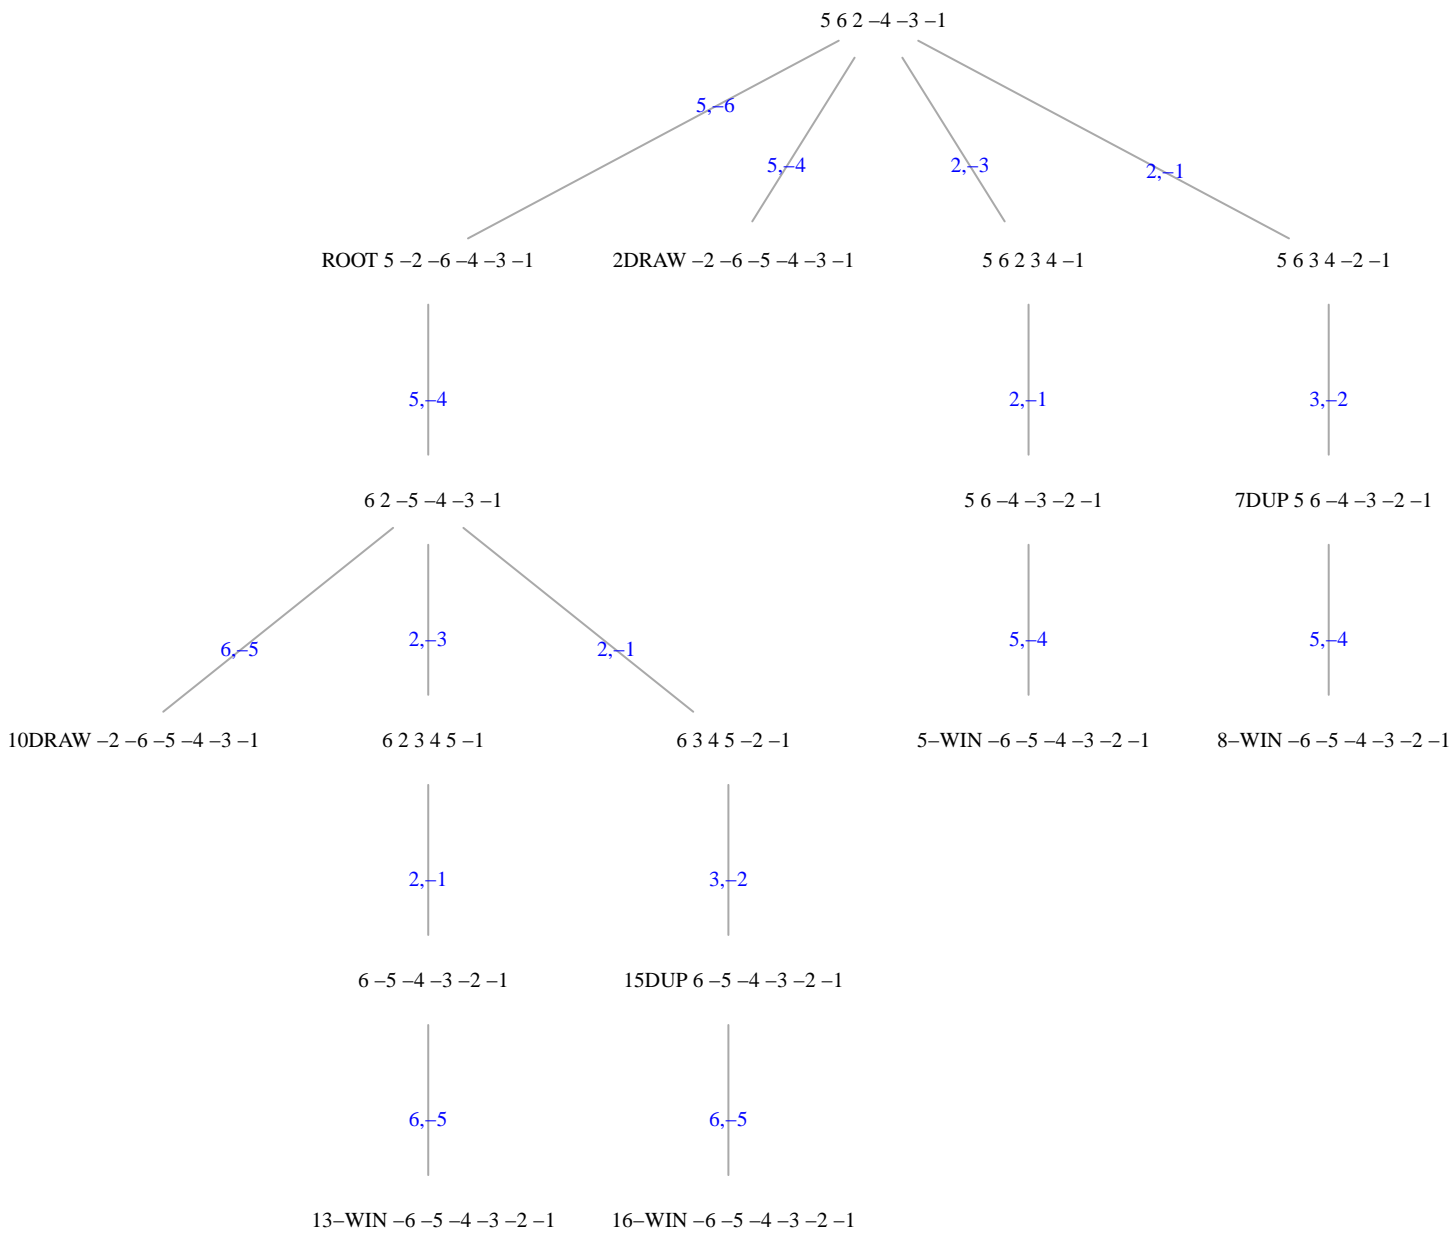 5 6 2 –4 –3 –1
5,–6
5,–4
2,–3
2,–1
ROOT 5 –2 –6 –4 –3 –1
2DRAW –2 –6 –5 –4 –3 –1
5 6 2 3 4 –1
5 6 3 4 –2 –1
5,–4
2,–1
3,–2
6 2 –5 –4 –3 –1
5 6 –4 –3 –2 –1
7DUP 5 6 –4 –3 –2 –1
6,–5
2,–3
2,–1
5,–4
5,–4
10DRAW –2 –6 –5 –4 –3 –1
6 2 3 4 5 –1
6 3 4 5 –2 –1
5–WIN –6 –5 –4 –3 –2 –1
8–WIN –6 –5 –4 –3 –2 –1
2,–1
3,–2
6 –5 –4 –3 –2 –1
15DUP 6 –5 –4 –3 –2 –1
6,–5
6,–5
13–WIN –6 –5 –4 –3 –2 –1
16–WIN –6 –5 –4 –3 –2 –1